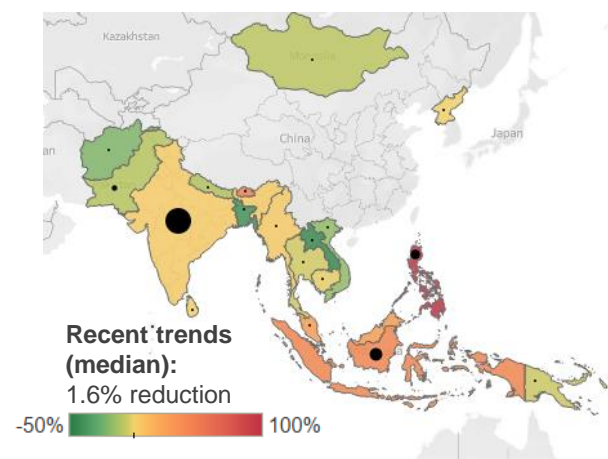 Kazakhstan
Mongolia
China
Japan
an
Recent trends
(median):
1.6% reduction
-50%
100%